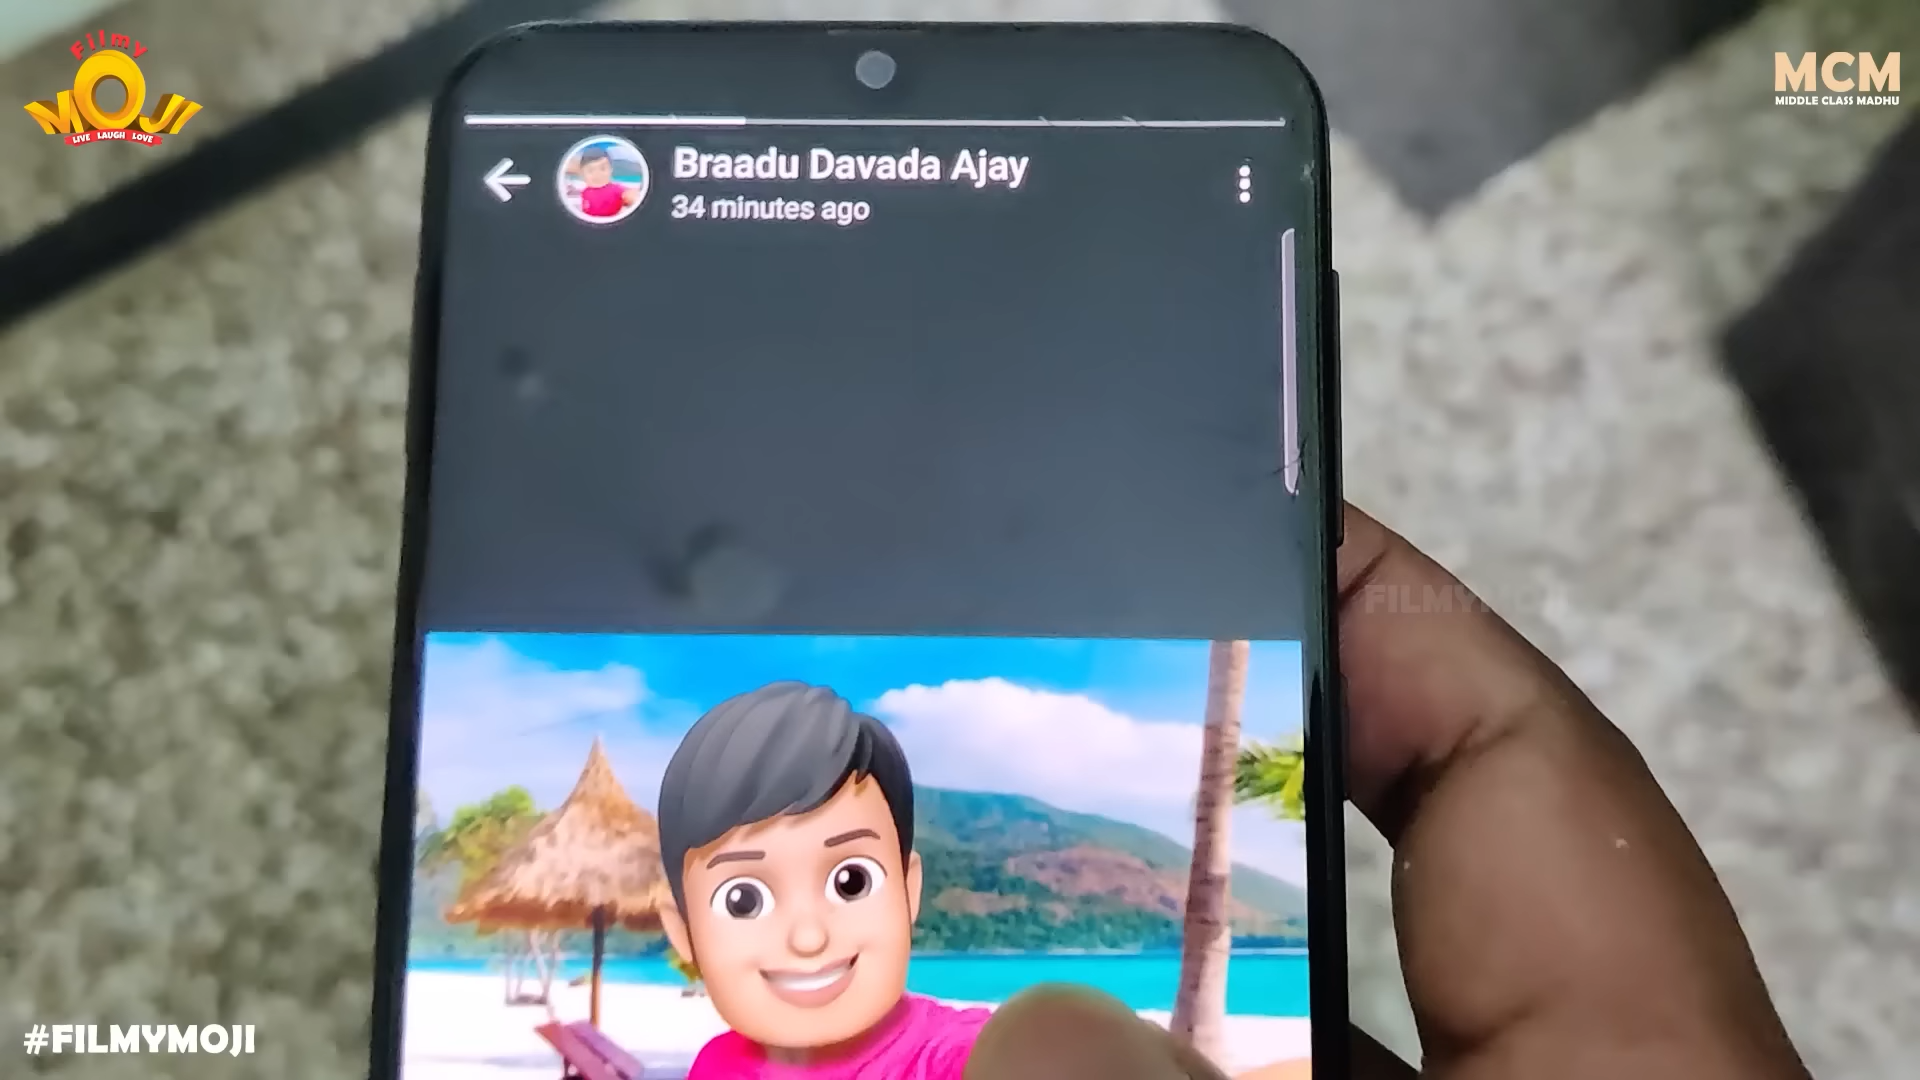 Filmy
MOJI
LIVE LAUGH LOVE
MCM
MIDDLE CLASS MADHU
Braadu Davada Ajay
34 minutes ago
FILMYMOJI
#FILMYMOJI